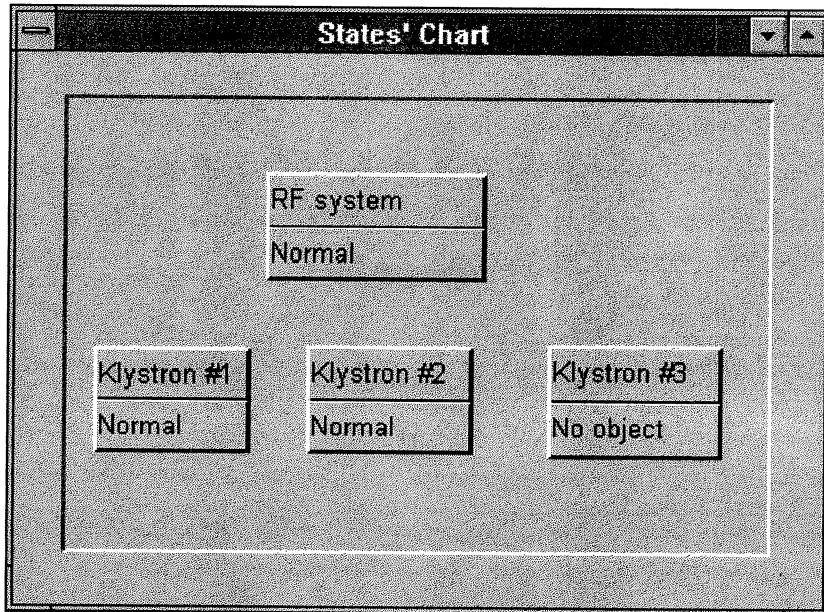 States' Chart
RF system
Normal
Klystron #1
Normal
Klystron #2
Normal
Klystron #3
No object